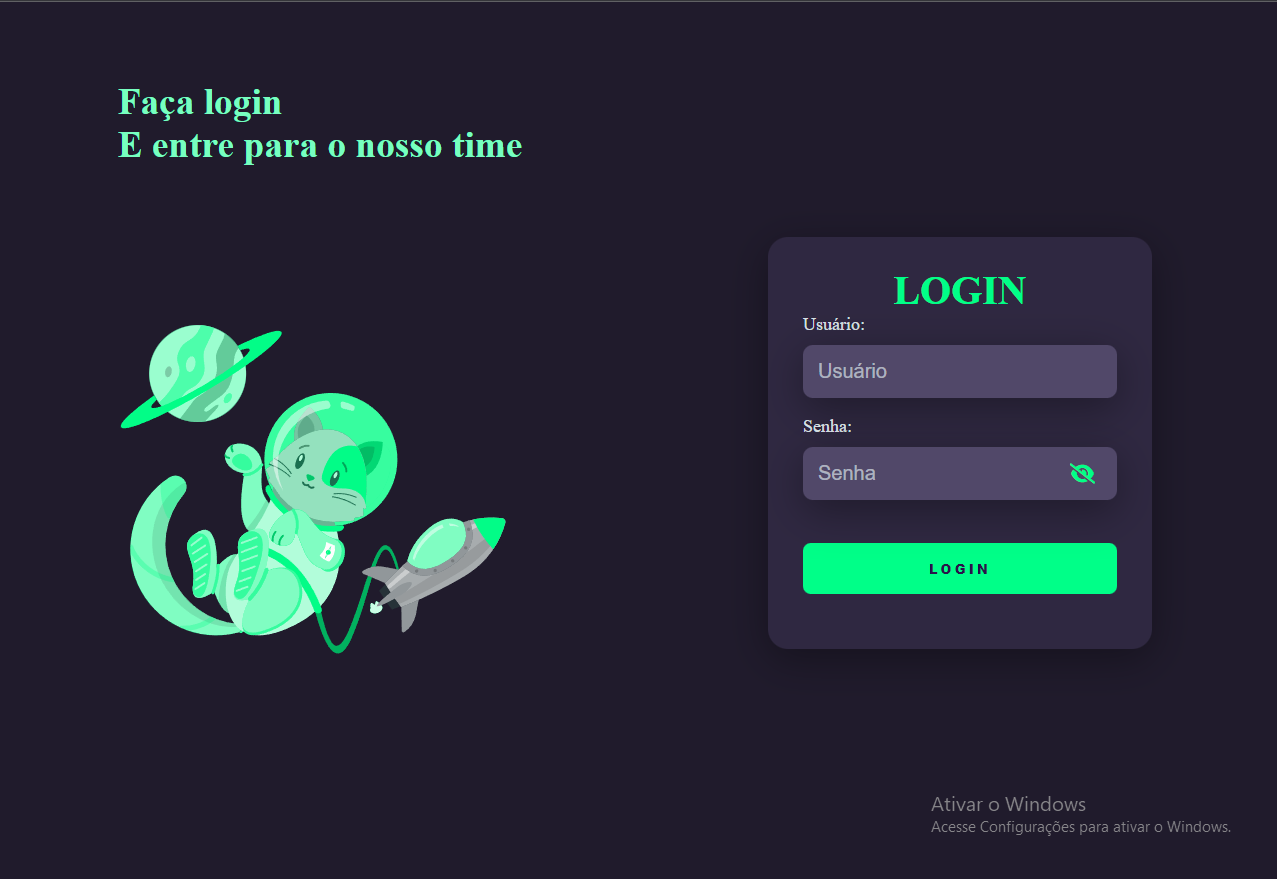 Faça login
E entre para o nosso time
LOGIN
Usuário:
Usuário
Senha:
Senha
LOGIN
Ativar o Windows
Acesse Configurações para ativar o Windows.